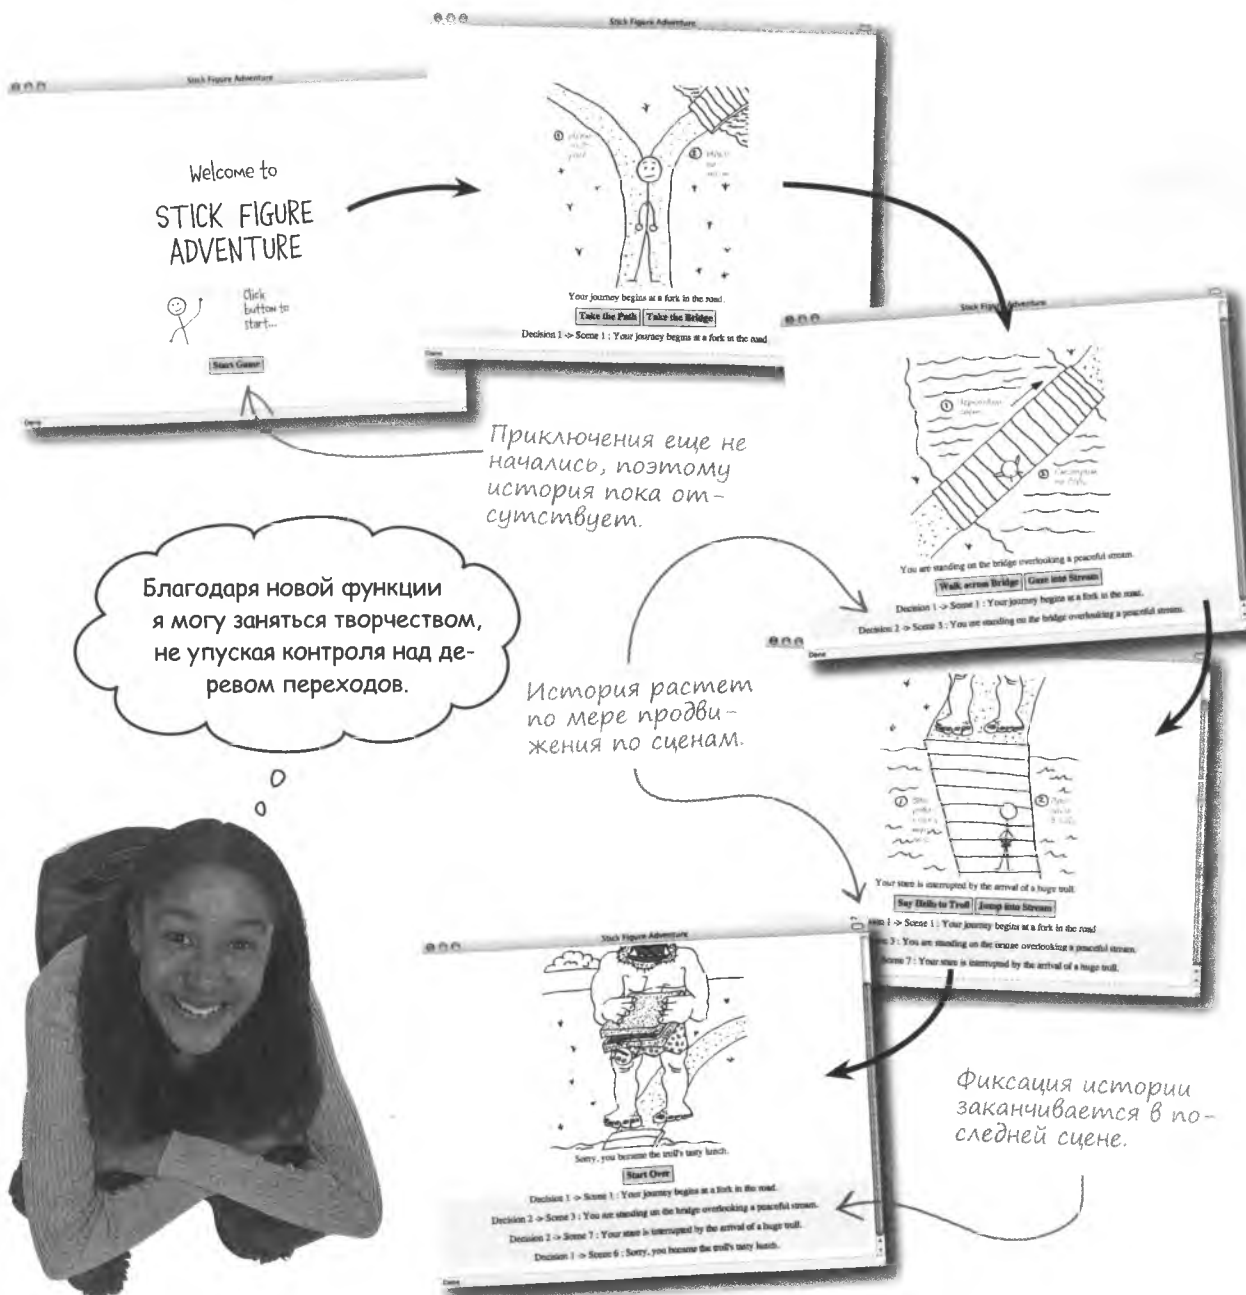 Stick Figure Adventure
Welcome to
STICK FIGURE
ADVENTURE
Click
button to
start...
Start Game
Done
Stick Figure Adventure
Your journey begins at a fork in the road.
Take the Path Take the Bridge
Decision 1 -> Scene 1 : Your journey begins at a fork in the road.
Done
Приключения еще не
начались, поэтому
история пока от-
сутствует.
Stick Figure Adventure
You are standing on the bridge overlooking a peaceful stream.
Walk across Bridge Gaze into Stream
Decision 1 -> Scene 1 : Your journey begins at a fork in the road.
Decision 2 -> Scene 3 : You are standing on the bridge overlooking a peaceful stream.
Done
Благодаря новой функции
я могу заняться творчеством,
не упуская контроля над де-
ревом переходов.
История растет
по мере продви-
жения по сценам.
Your stare is interrupted by the arrival of a huge troll.
Say Hello to Troll Jump into Stream
1 -> Scene 1 : Your journey begins at a fork in the road
3 : You are standing on the bridge overlooking a peaceful stream.
Scene 7 : Your stare is interrupted by the arrival of a huge troll.
Stick Figure Adventure
Sorry, you became the troll's tasty lunch.
Start Over
Decision 1 -> Scene 1 : Your journey begins at a fork in the road.
Decision 2 -> Scene 3 : You are standing on the bridge overlooking a peaceful stream.
Decision 2 -> Scene 7 : Your stare is interrupted by the arrival of a huge troll.
Decision 1 -> Scene 6 : Sorry, you became the troll's tasty lunch.
Done
Фиксация истории
заканчивается в по-
следней сцене.